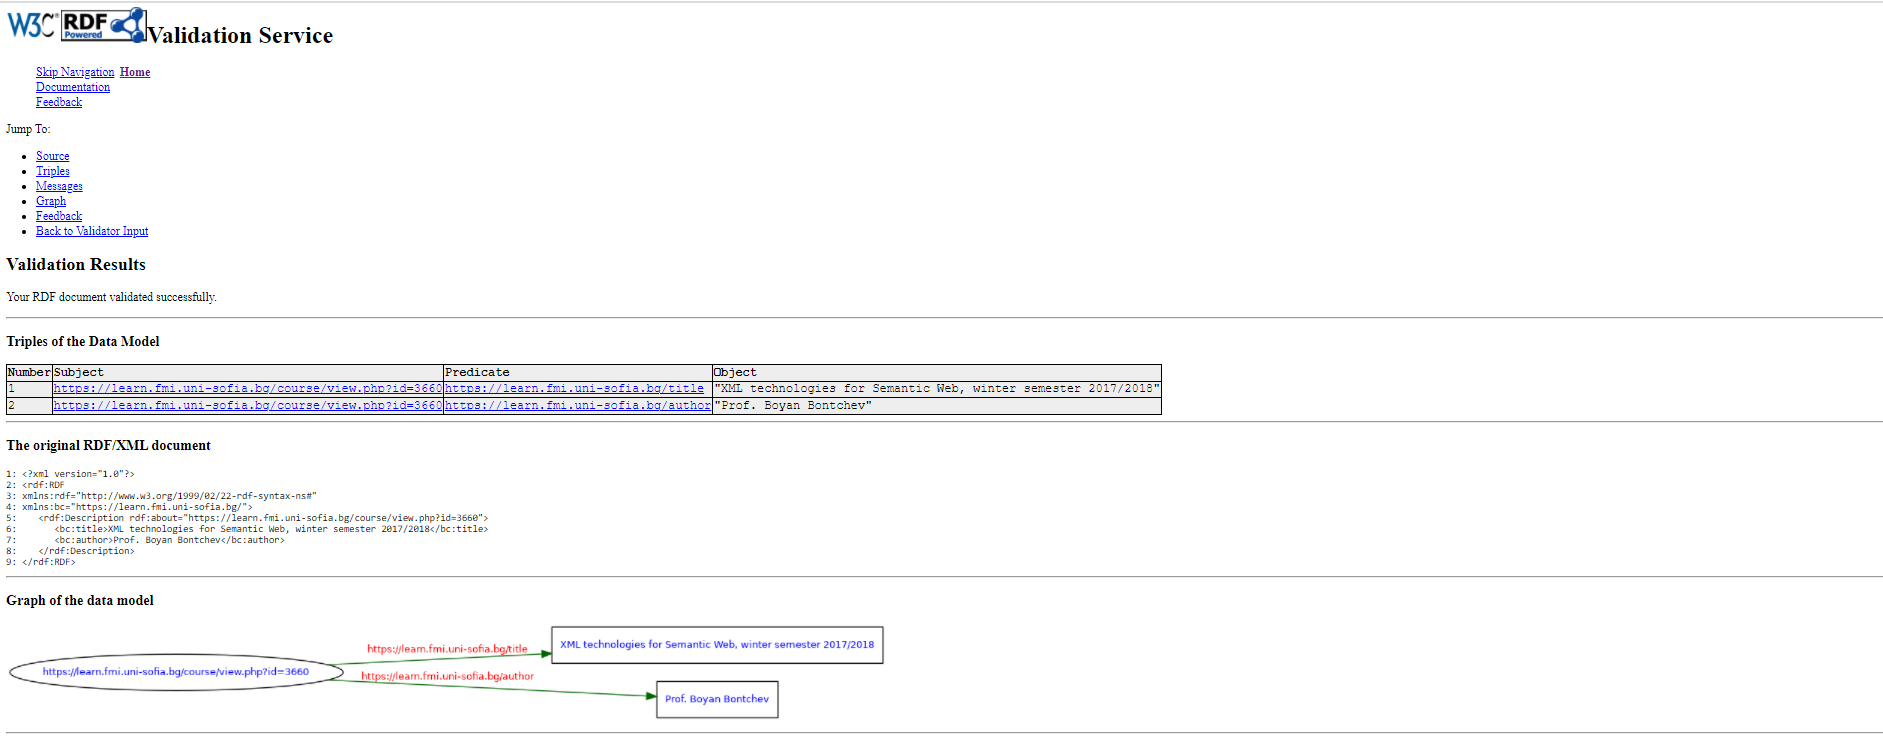 W3C® RDF Powered Validation Service
Skip Navigation Home
Documentation
Feedback
Jump To:
Source
Triples
Messages
Graph
Feedback
Back to Validator Input
Validation Results
Your RDF document validated successfully.
Triples of the Data Model
Number Subject Predicate Object
1 https://learn.fmi.uni-sofia.bg/course/view.php?id=3660 https://learn.fmi.uni-sofia.bg/title "XML technologies for Semantic Web, winter semester 2017/2018"
2 https://learn.fmi.uni-sofia.bg/course/view.php?id=3660 https://learn.fmi.uni-sofia.bg/author "Prof. Boyan Bontchev"
The original RDF/XML document
1: <?xml version="1.0"?>
2: <rdf:RDF
3: xmlns:rdf="http://www.w3.org/1999/02/22-rdf-syntax-ns#"
4: xmlns:bc="https://learn.fmi.uni-sofia.bg/">
5:    <rdf:Description rdf:about="https://learn.fmi.uni-sofia.bg/course/view.php?id=3660">
6:       <bc:title>XML technologies for Semantic Web, winter semester 2017/2018</bc:title>
7:       <bc:author>Prof. Boyan Bontchev</bc:author>
8:    </rdf:Description>
9: </rdf:RDF>
Graph of the data model
https://learn.fmi.uni-sofia.bg/title
XML technologies for Semantic Web, winter semester 2017/2018
https://learn.fmi.uni-sofia.bg/course/view.php?id=3660
https://learn.fmi.uni-sofia.bg/author
Prof. Boyan Bontchev